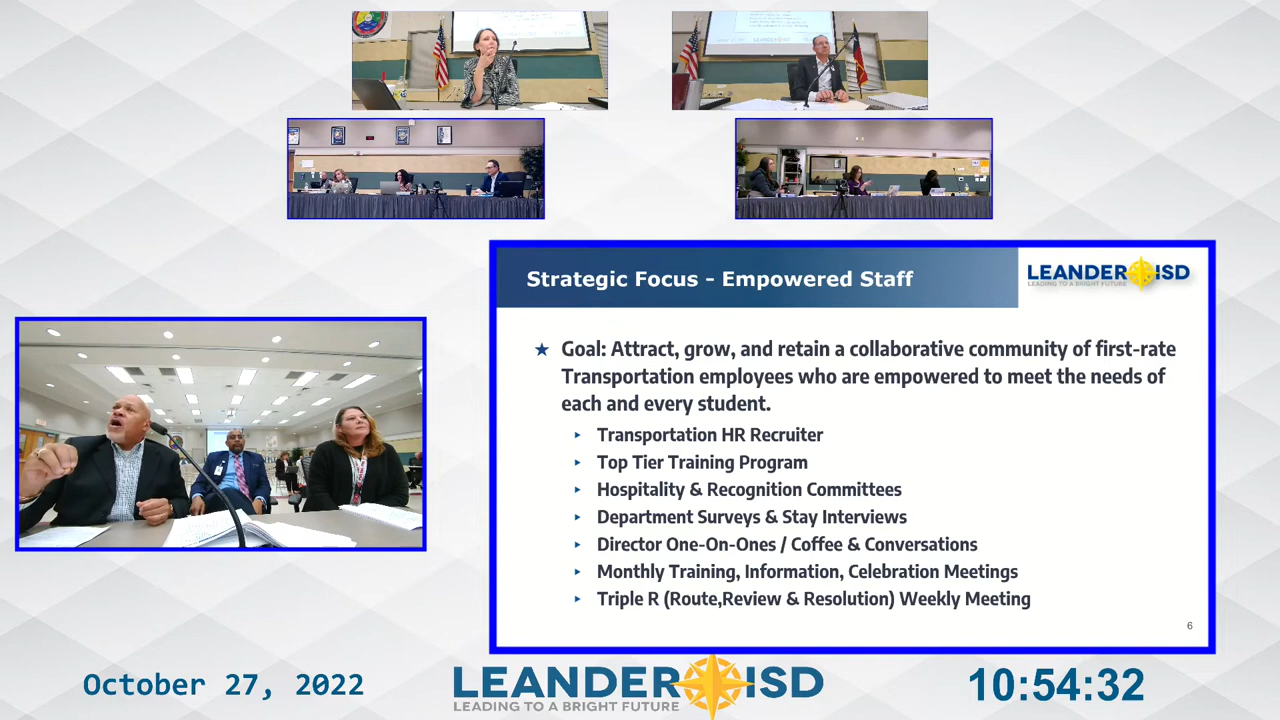 Strategic Focus - Empowered Staff
LEANDER ISD
LEADING TO A BRIGHT FUTURE
★ Goal: Attract, grow, and retain a collaborative community of first-rate
Transportation employees who are empowered to meet the needs of
each and every student.
‣ Transportation HR Recruiter
‣ Top Tier Training Program
‣ Hospitality & Recognition Committees
‣ Department Surveys & Stay Interviews
‣ Director One-On-Ones / Coffee & Conversations
‣ Monthly Training, Information, Celebration Meetings
‣ Triple R (Route,Review & Resolution) Weekly Meeting
6
October 27, 2022
LEANDER ISD
LEADING TO A BRIGHT FUTURE
10:54:32